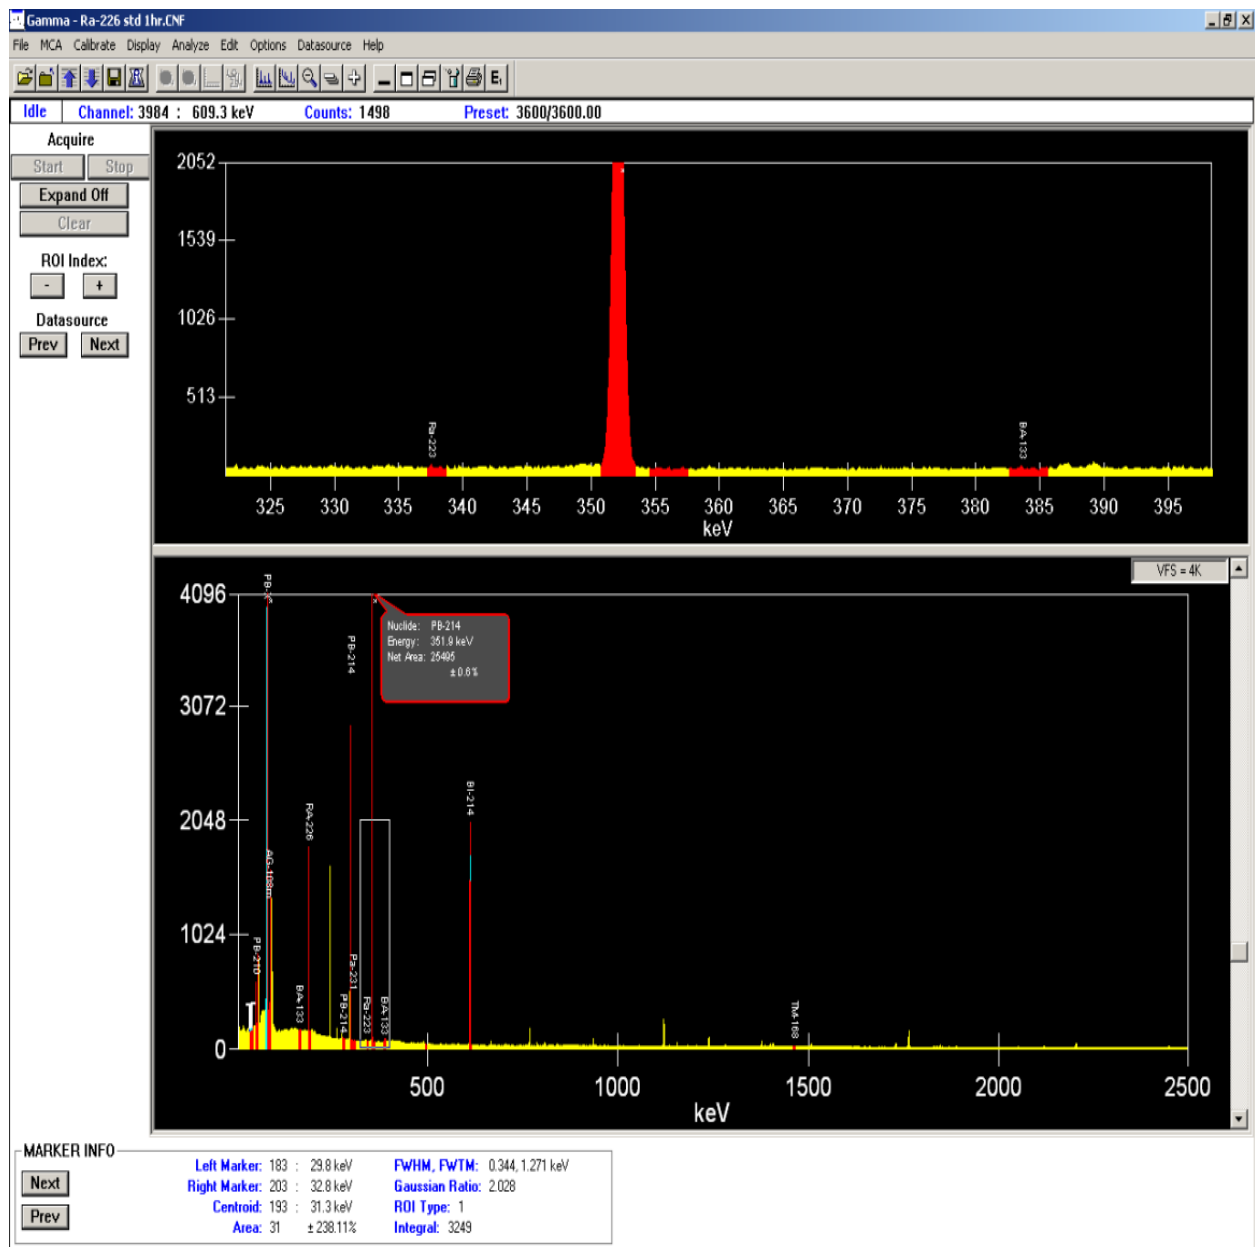 Gamma - Ra-226 std 1hr.CNF
File MCA Calibrate Display Analyze Edit Options Datasource Help
Idle Channel: 3984 : 609.3 keV Counts: 1498 Preset: 3600/3600.00
Acquire
Start Stop
Expand Off
Clear
ROI Index:
- +
Datasource
Prev Next
2052
1539
1026
513
Ra-223
BA-133
325 330 335 340 345 350 355 360 365 370 375 380 385 390 395
keV
VFS = 4K
4096
3072
2048
1024
0
PB-X*
PB-214
Nuclide: PB-214
Energy: 351.9 keV
Net Area: 25495
± 0.6%
RA-226
BI-214
AG-108m
PB-210
Pa-231
BA-133
PB-214
Ra-223
BA-133
TM-168
500 1000 1500 2000 2500
keV
MARKER INFO
Next
Prev
Left Marker: 183 : 29.8 keV FWHM, FWTM: 0.344, 1.271 keV
Right Marker: 203 : 32.8 keV Gaussian Ratio: 2.028
Centroid: 193 : 31.3 keV ROI Type: 1
Area: 31 ± 238.11% Integral: 3249